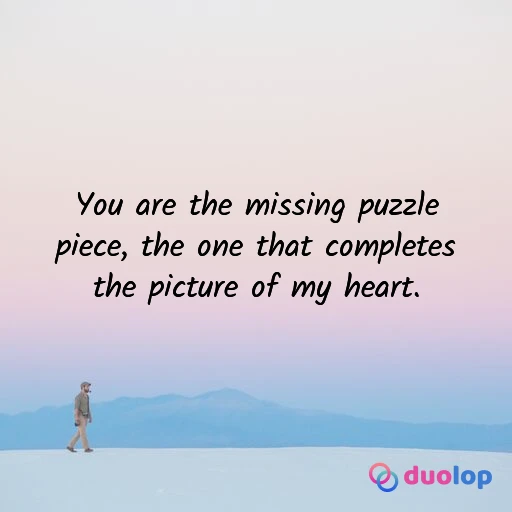 You are the missing puzzle
piece, the one that completes
the picture of my heart.
duolop